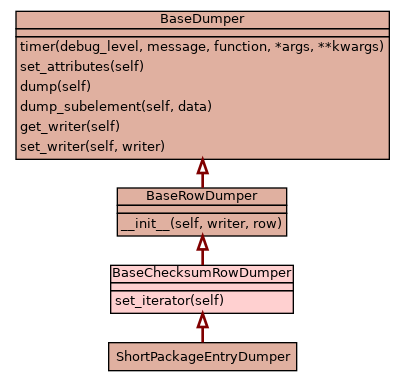 BaseDumper
timer(debug_level, message, function, *args, **kwargs)
set_attributes(self)
dump(self)
dump_subelement(self, data)
get_writer(self)
set_writer(self, writer)
BaseRowDumper
__init__(self, writer, row)
BaseChecksumRowDumper
set_iterator(self)
ShortPackageEntryDumper